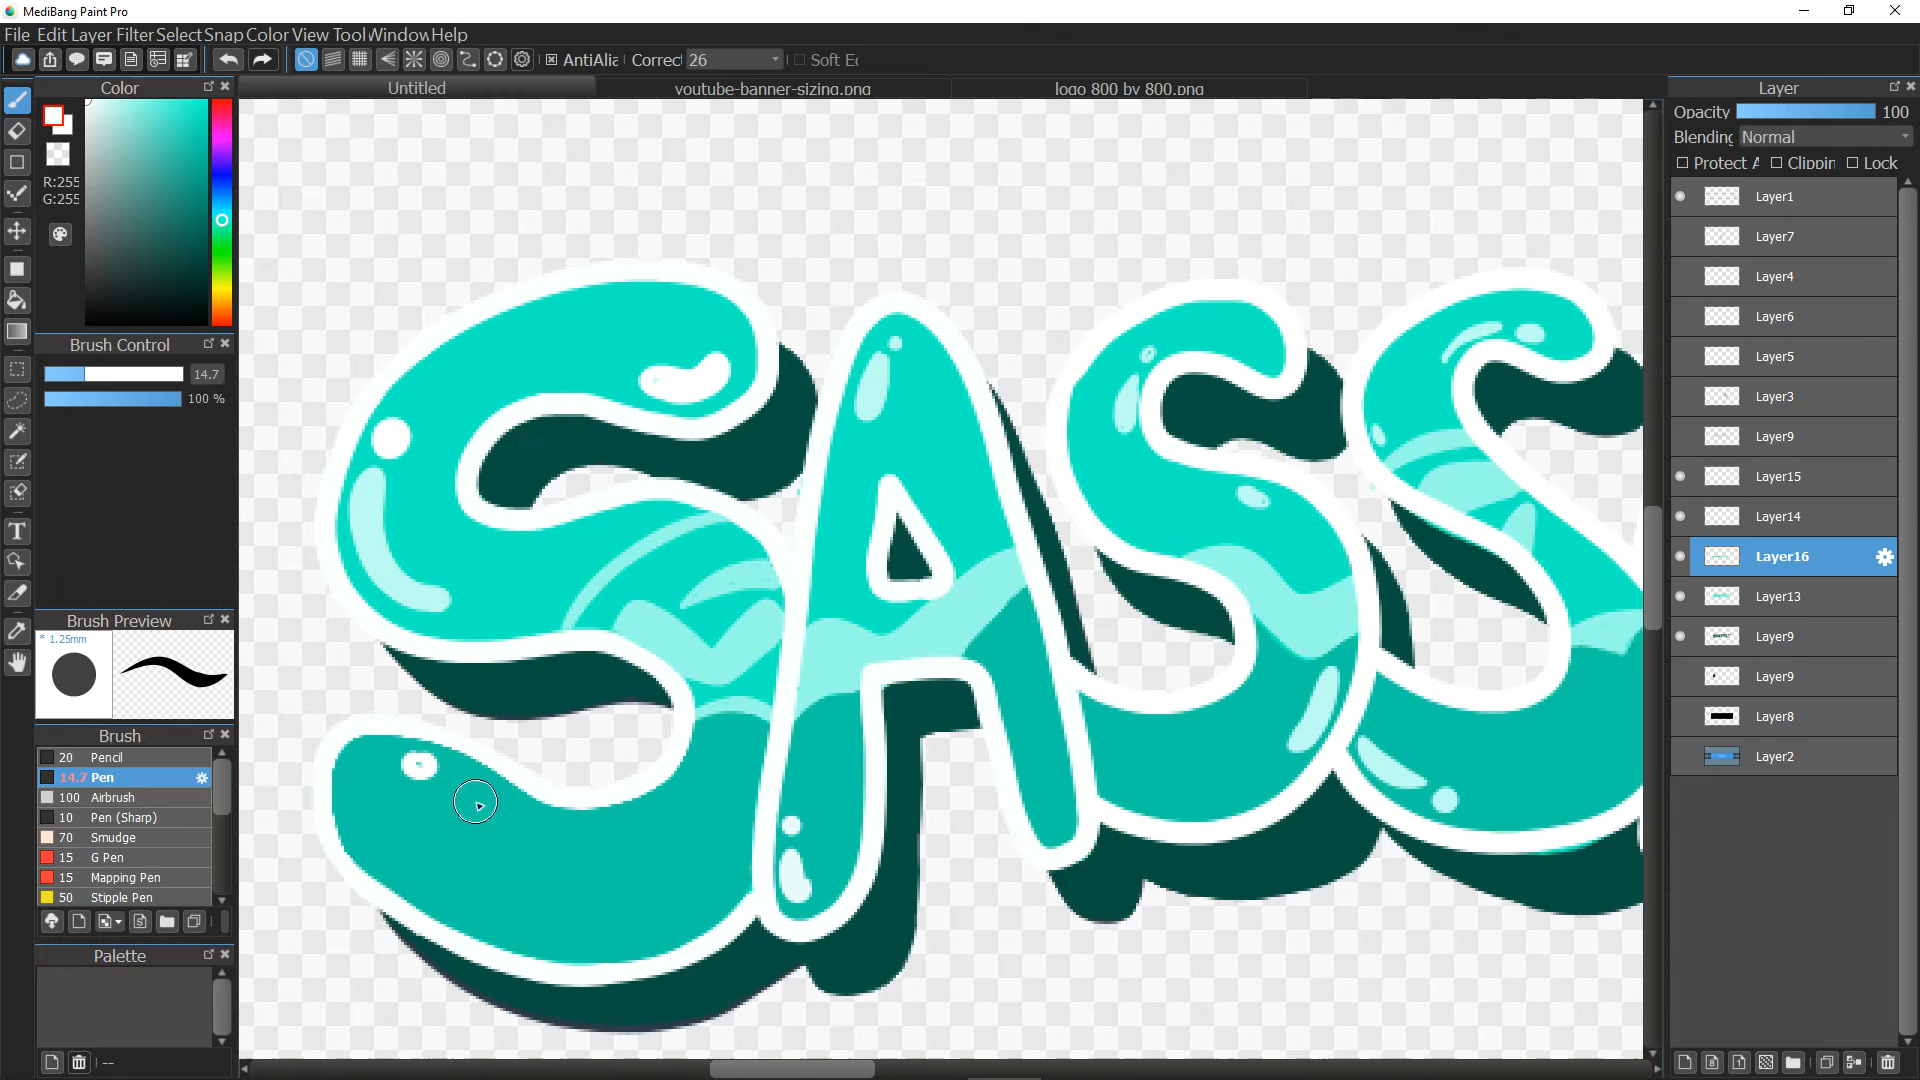 MediBang Paint Pro
File Edit Layer Filter Select Snap Color View Tool Window Help
AntiAlia Correct 26 Soft Ec
Color
Untitled
youtube-banner-sizing.png
logo 800 by 800.png
Layer
Opacity 100
Blending Normal
Protect A Clippin Lock
R:255
G:255
Brush Control
14.7
100 %
Brush Preview
* 1.25mm
Brush
20 Pencil
14.7 Pen
100 Airbrush
10 Pen (Sharp)
70 Smudge
15 G Pen
15 Mapping Pen
50 Stipple Pen
Palette
--
SASS
Layer1
Layer7
Layer4
Layer6
Layer5
Layer3
Layer9
Layer15
Layer14
Layer16
Layer13
Layer9
Layer9
Layer8
Layer2